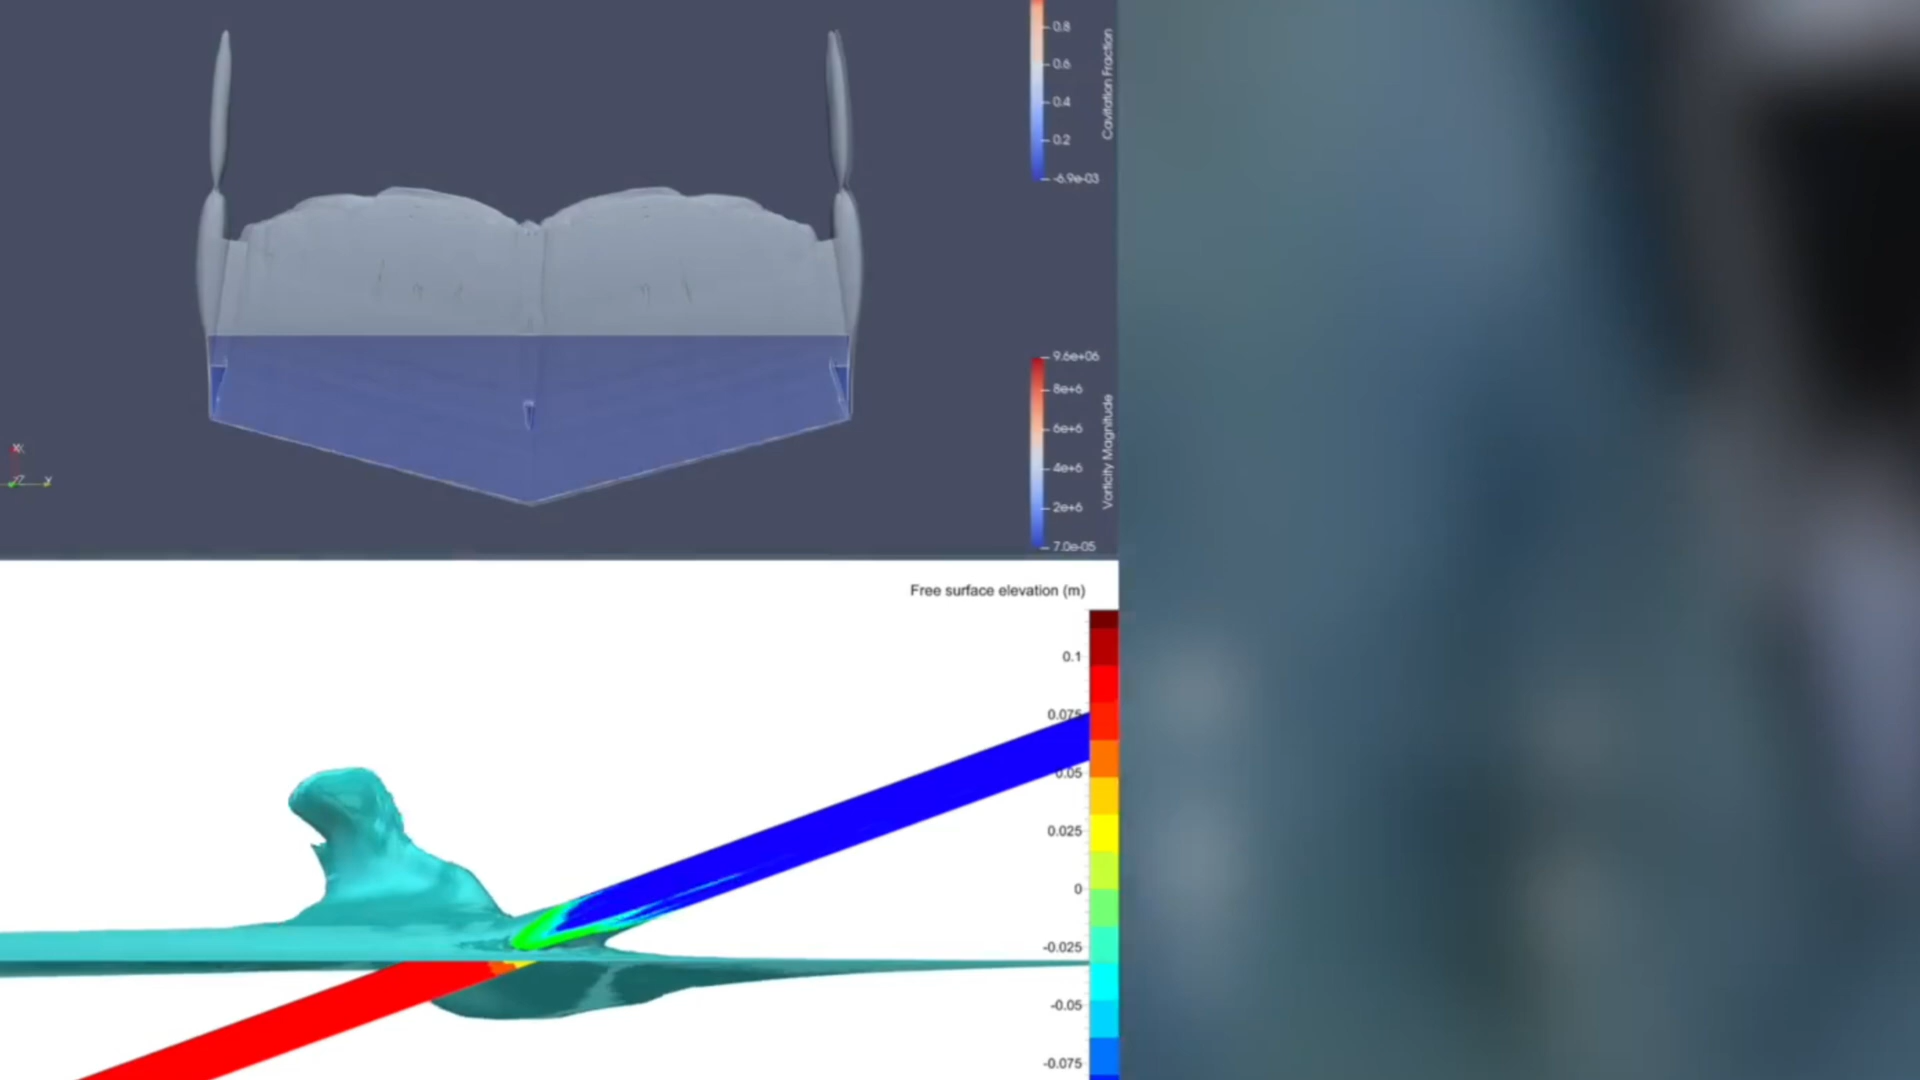 0.8
0.6
0.4
0.2
-6.9e-03
Cavitation Fraction
9.6e+06
8e+6
6e+6
4e+6
2e+6
7.0e-05
Vorticity Magnitude
Y
Free surface elevation (m)
0.1
0.075
0.05
0.025
0
-0.025
-0.05
-0.075